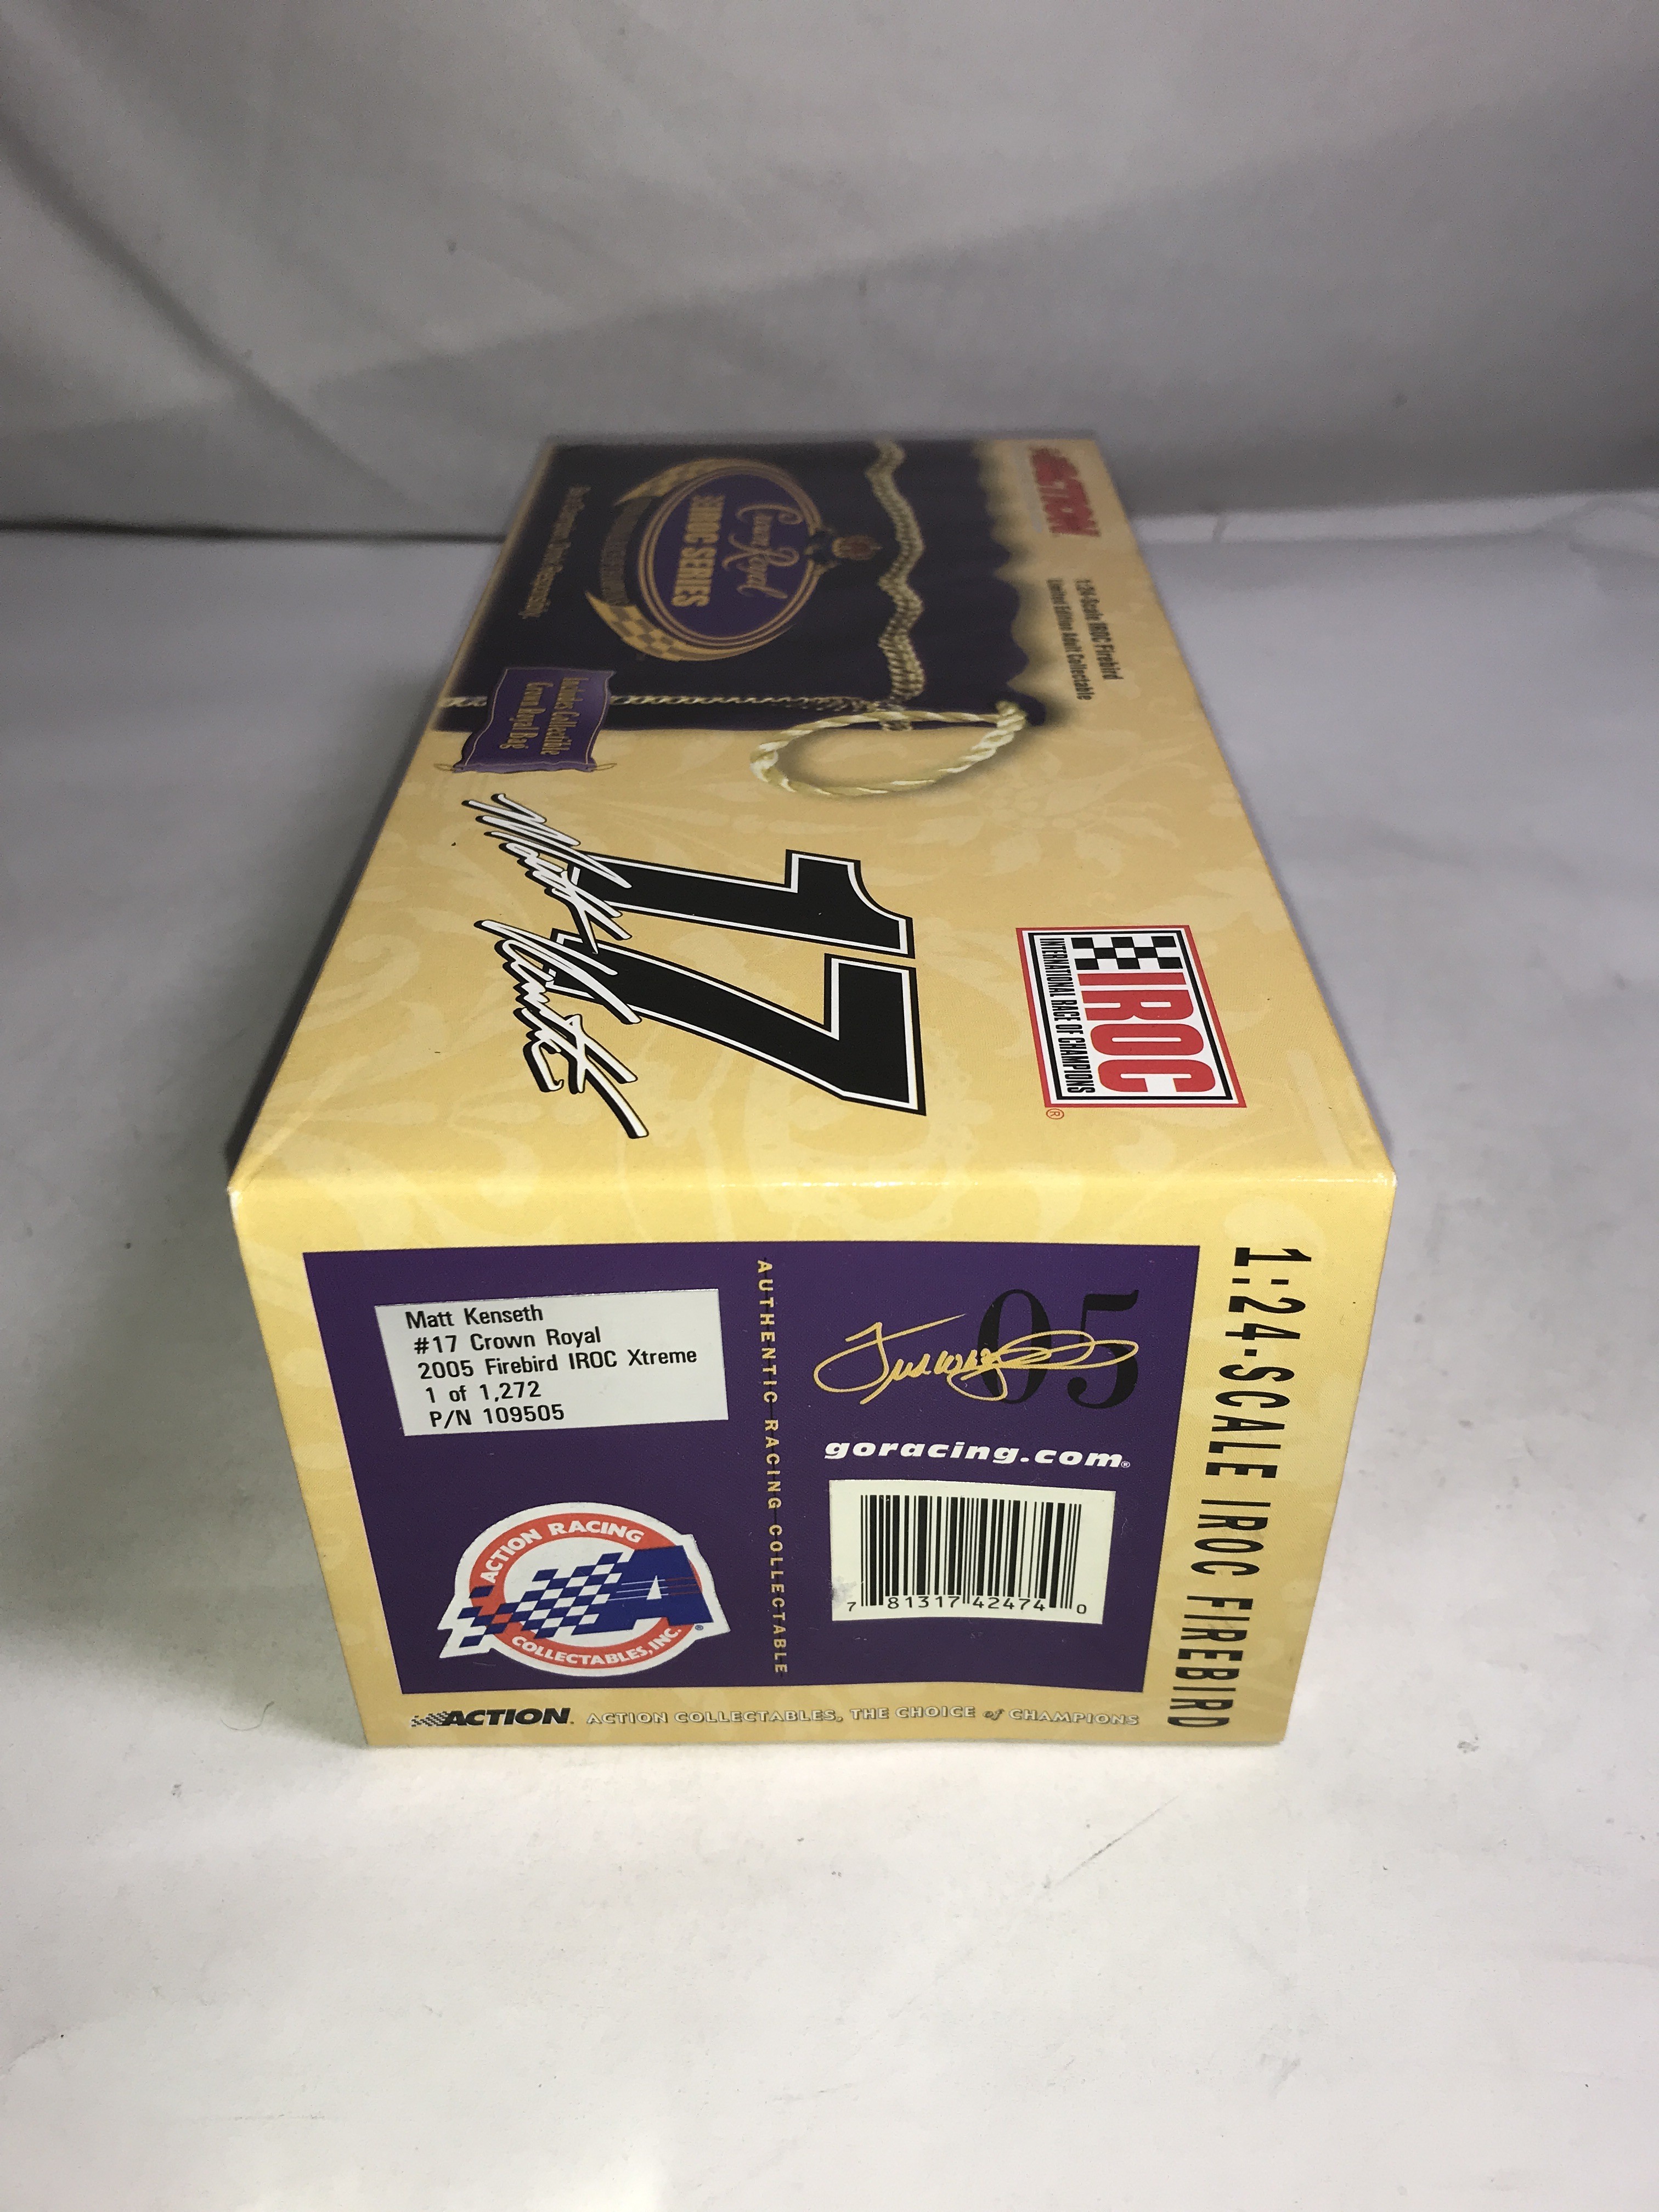 ACTION
1:24-Scale IROC Firebird
Limited Edition Adult Collectable
Crown Royal
IROC SERIES
Includes Collectible
Crown Royal Bag
IROC
INTERNATIONAL RACE OF CHAMPIONS
®
17
Matt Kenseth
1:24-SCALE IROC FIREBIRD
05
goracing.com®
7 81317 42474 0
AUTHENTIC RACING COLLECTABLE
Matt Kenseth
#17 Crown Royal
2005 Firebird IROC Xtreme
1 of 1,272
P/N 109505
ACTION RACING
A
COLLECTABLES, INC.
®
ACTION. ACTION COLLECTABLES, THE CHOICE of CHAMPIONS